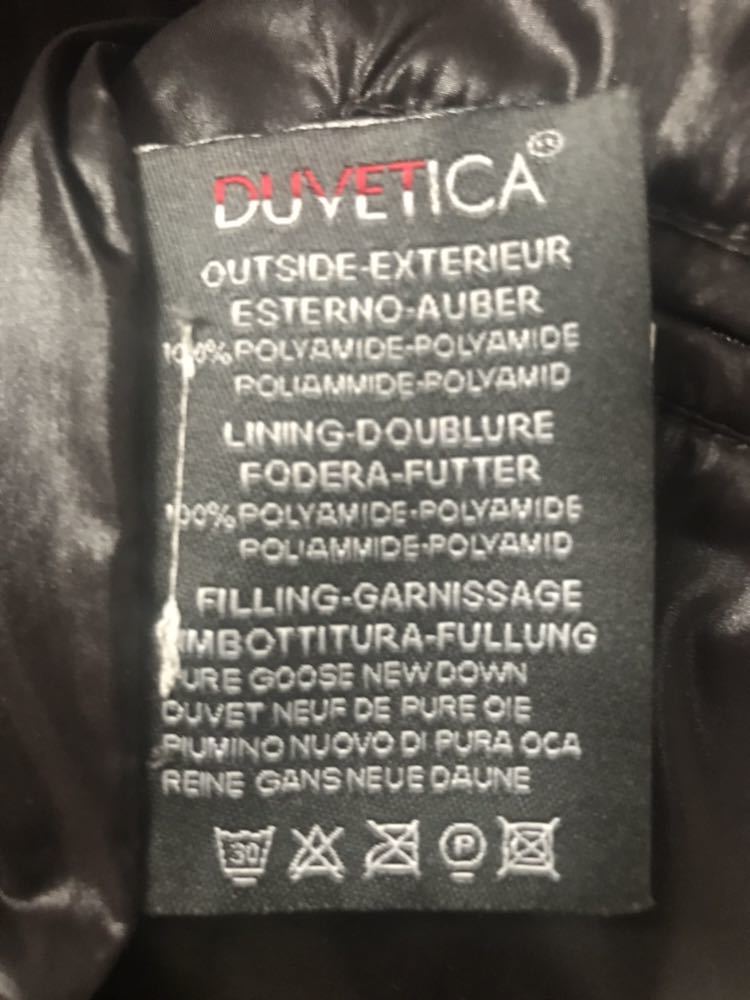 DUVETICA®
OUTSIDE-EXTERIEUR
ESTERNO-AUBER
100%POLYAMIDE-POLYAMIDE
POLIAMMIDE-POLYAMID
LINING-DOUBLURE
FODERA-FUTTER
100%POLYAMIDE-POLYAMIDE
POLIAMMIDE-POLYAMID
FILLING-GARNISSAGE
IMBOTTITURA-FULLUNG
PURE GOOSE NEW DOWN
DUVET NEUF DE PURE OIE
PIUMINO NUOVO DI PURA OCA
REINE GANS NEUE DAUNE
30 P